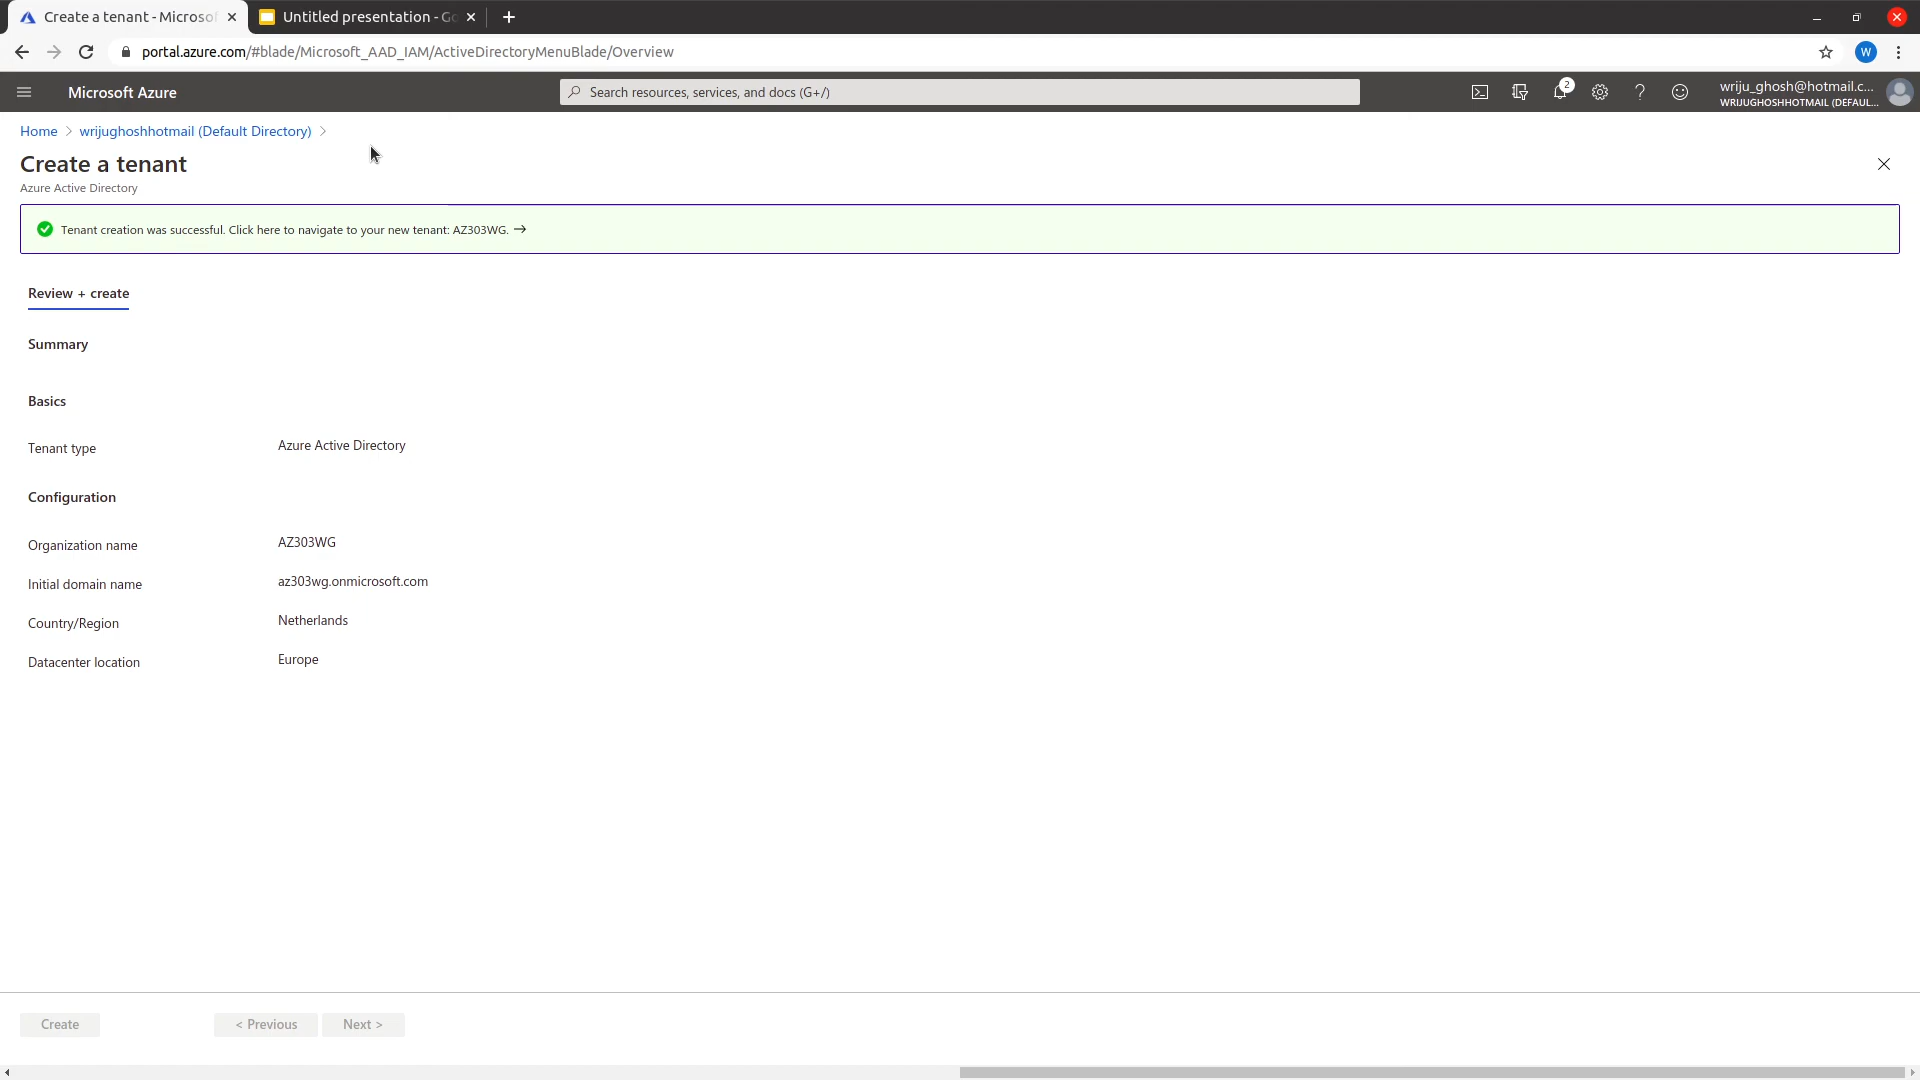 Create a tenant - Microsof
Untitled presentation - Go
portal.azure.com/#blade/Microsoft_AAD_IAM/ActiveDirectoryMenuBlade/Overview
W
Microsoft Azure
Search resources, services, and docs (G+/)
2
wriju_ghosh@hotmail.c...
WRIJUGHOSHHOTMAIL (DEFAUL...
Home > wrijughoshhotmail (Default Directory) >
Create a tenant
Azure Active Directory
Tenant creation was successful. Click here to navigate to your new tenant: AZ303WG. →
Review + create
Summary
Basics
Tenant type Azure Active Directory
Configuration
Organization name AZ303WG
Initial domain name az303wg.onmicrosoft.com
Country/Region Netherlands
Datacenter location Europe
Create < Previous Next >